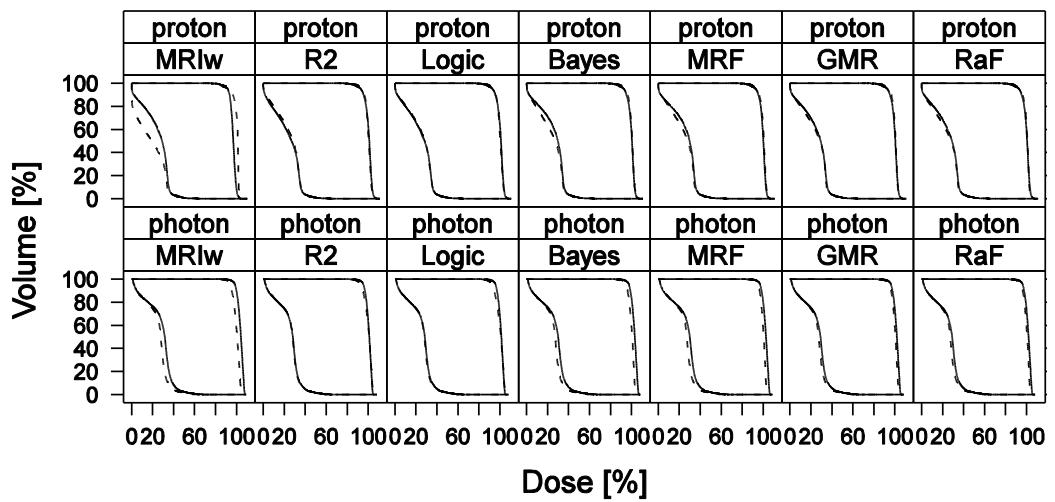 proton proton proton proton proton proton proton
MRIw R2 Logic Bayes MRF GMR RaF
100
80
60
40
20
0
photon photon photon photon photon photon photon
MRIw R2 Logic Bayes MRF GMR RaF
100
80
60
40
20
0
Volume [%]
020 60 100020 60 100020 60 100020 60 100020 60 100020 60 100020 60 100
Dose [%]